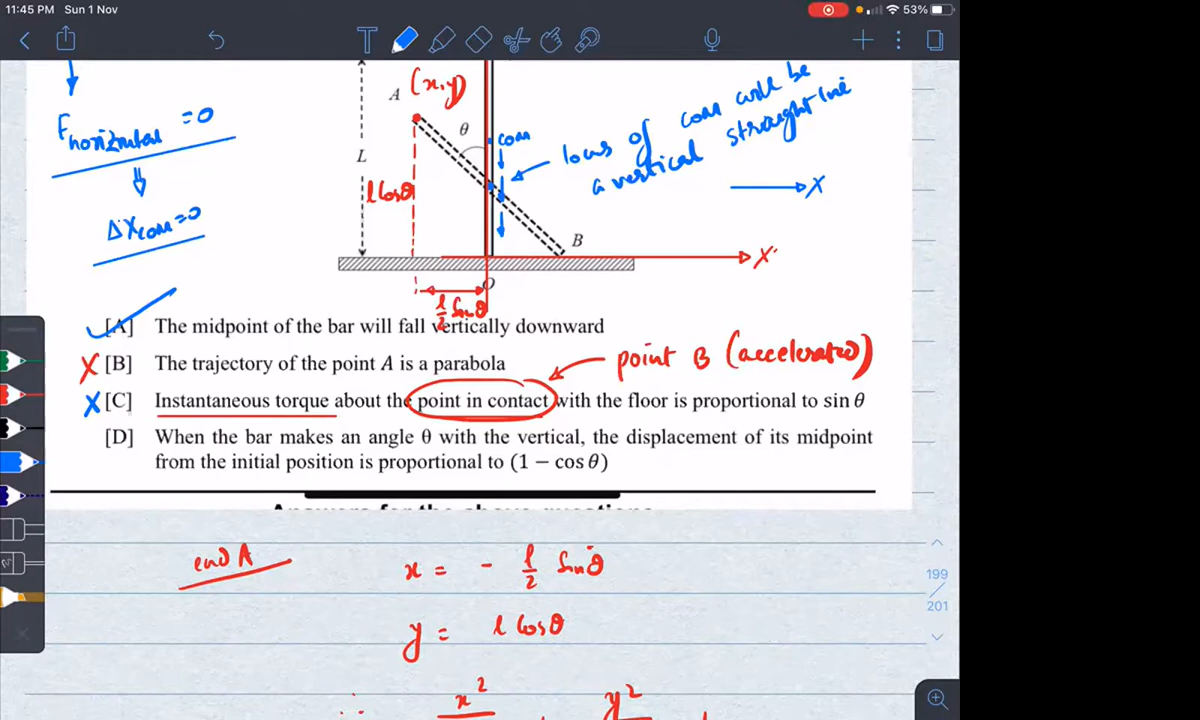 11:45 PM Sun 1 Nov
53%
T
A (x,y)
F horizontal = 0
θ
com
locus of com will be
a vertical straight line
L
l cosθ
X
ΔXcom = 0
B
X
O
l/2 sinθ
[A] The midpoint of the bar will fall vertically downward
[B] The trajectory of the point A is a parabola
point B (accelerated)
[C] Instantaneous torque about the point in contact with the floor is proportional to sin θ
[D] When the bar makes an angle θ with the vertical, the displacement of its midpoint
from the initial position is proportional to (1 − cos θ)
end A
x = - l/2 sinθ
199
/
201
y = l cosθ
∴ x² y²